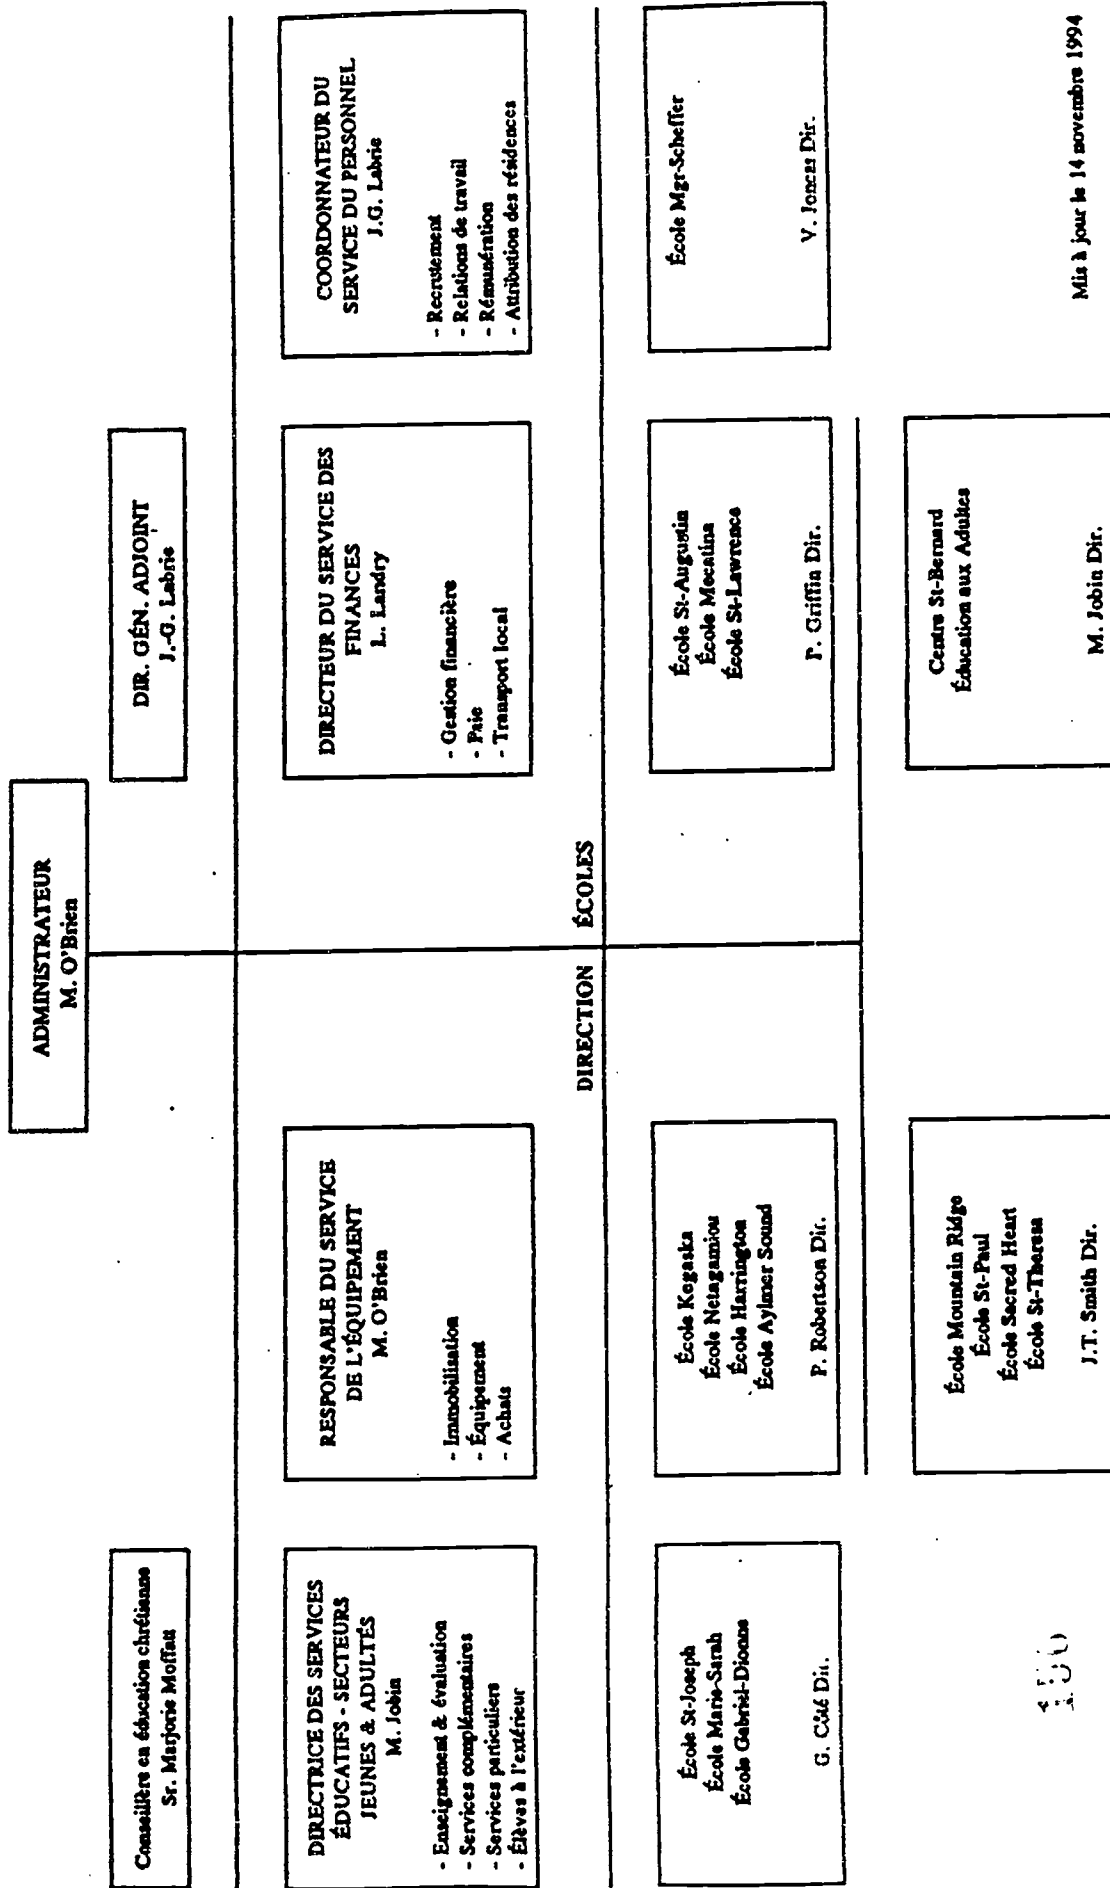 ADMINISTRATEUR
M. O'Brien
Conseillère en éducation chrétienne
Sr. Marjorie Moffatt
DIR. GÉN. ADJOINT
J.-G. Labrie
DIRECTRICE DES SERVICES
ÉDUCATIFS - SECTEURS
JEUNES & ADULTÉS
M. Jobin
- Enseignement & évaluation
- Services complémentaires
- Services particuliers
- Élèves à l'extérieur
RESPONSABLE DU SERVICE
DE L'ÉQUIPEMENT
M. O'Brien
- Immobilisation
- Équipement
- Achats
DIRECTEUR DU SERVICE DES
FINANCES
L. Landry
- Gestion financière
- Paie
- Transport local
COORDONNATEUR DU
SERVICE DU PERSONNEL
J.G. Labrie
- Recrutement
- Relations de travail
- Rémunération
- Attribution des résidences
DIRECTION ÉCOLES
École St-Joseph
École Marie-Sarah
École Gabriel-Dionne
G. Côté Dir.
École Kegaska
École Netagamiou
École Harrington
École Aylmer Sound
P. Robertson Dir.
École St-Augustin
École Mecatina
École St-Lawrence
P. Griffin Dir.
École Mgr-Scheffer
V. Joncas Dir.
École Mountain Ridge
École St-Paul
École Sacred Heart
École St-Theresa
J.T. Smith Dir.
Centre St-Bernard
Éducation aux Adultes
M. Jobin Dir.
Mis à jour le 14 novembre 1994